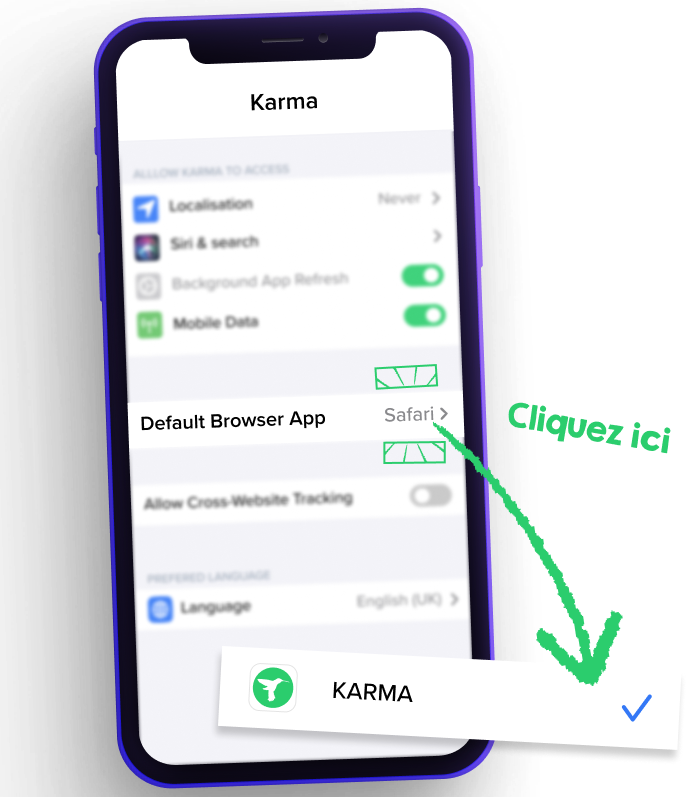 Karma
ALLLOW KARMA TO ACCESS
Localisation
Never
Siri & search
Background App Refresh
Mobile Data
Default Browser App
Safari
Cliquez ici
Allow Cross-Website Tracking
PREFERED LANGUAGE
Language
English (UK)
KARMA